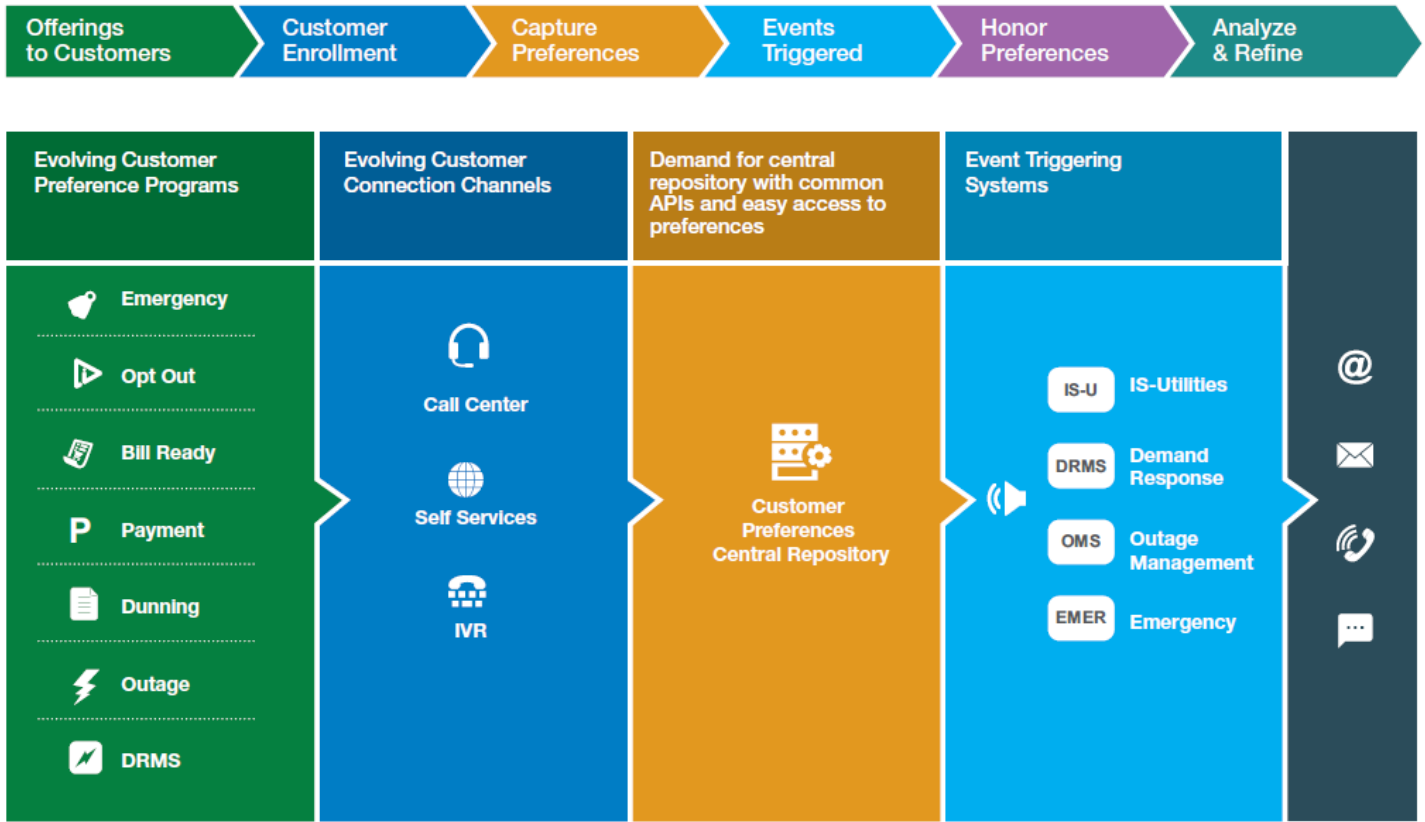 Offerings
to Customers
Customer
Enrollment
Capture
Preferences
Events
Triggered
Honor
Preferences
Analyze
& Refine
Evolving Customer
Preference Programs
Evolving Customer
Connection Channels
Demand for central
repository with common
APIs and easy access to
preferences
Event Triggering
Systems
Emergency
Opt Out
Bill Ready
P Payment
Dunning
Outage
DRMS
Call Center
Self Services
IVR
Customer
Preferences
Central Repository
IS-U IS-Utilities
DRMS Demand
Response
OMS Outage
Management
EMER Emergency
@